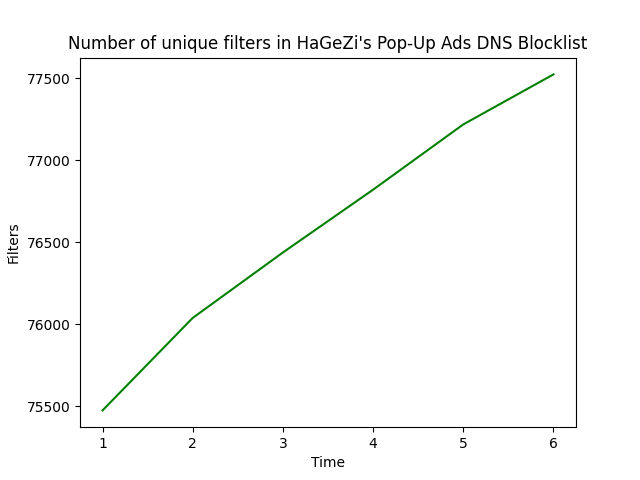 Number of unique filters in HaGeZi's Pop-Up Ads DNS Blocklist
77500
77000
76500
76000
75500
Filters
1 2 3 4 5 6
Time